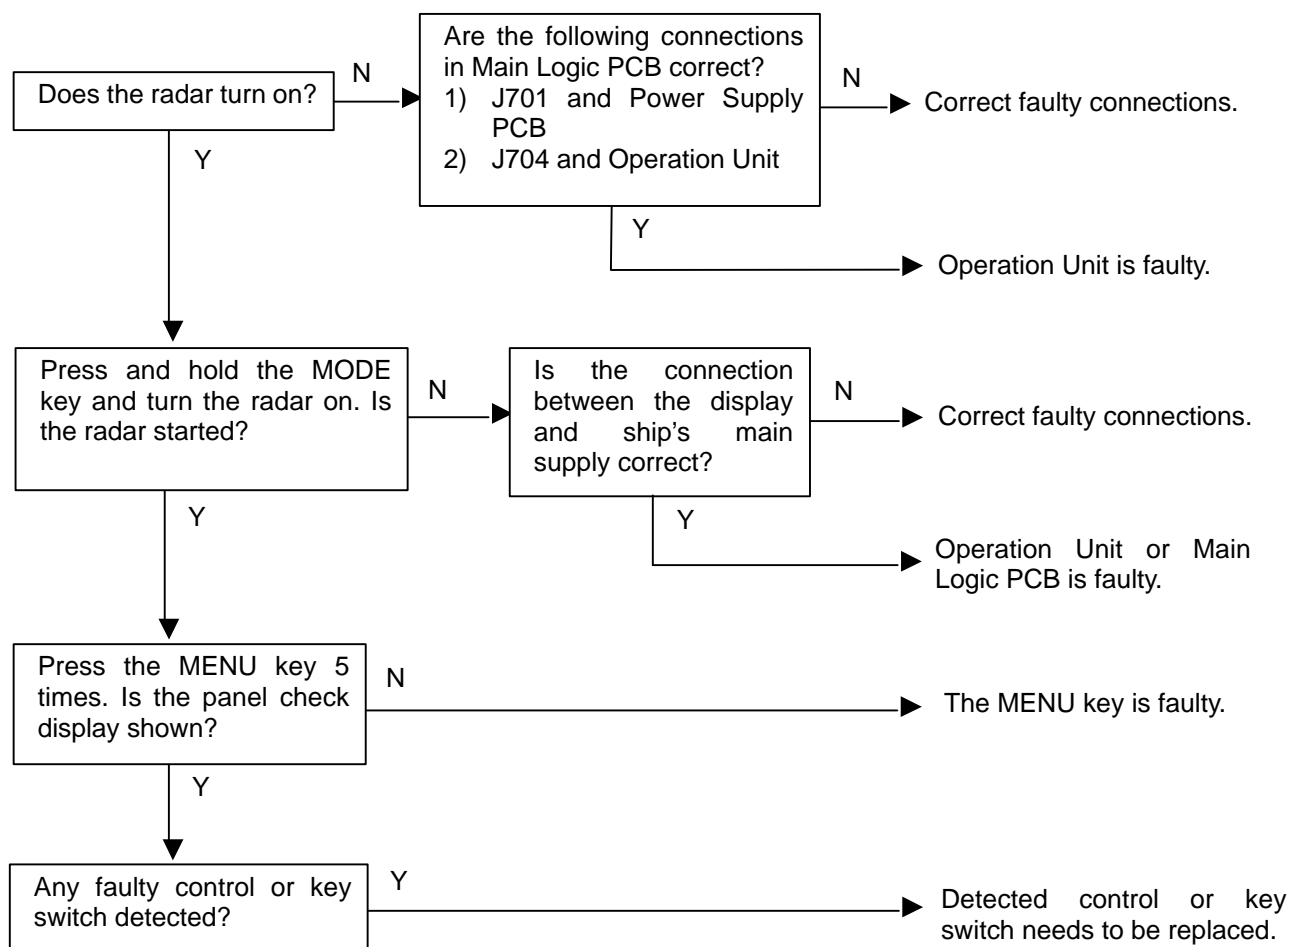 Does the radar turn on?
N
Are the following connections
in Main Logic PCB correct?
1) J701 and Power Supply
PCB
2) J704 and Operation Unit
N
Correct faulty connections.
Y
Y
Operation Unit is faulty.
Press and hold the MODE
key and turn the radar on. Is
the radar started?
N
Is the connection
between the display
and ship's main
supply correct?
N
Correct faulty connections.
Y
Y
Operation Unit or Main
Logic PCB is faulty.
Press the MENU key 5
times. Is the panel check
display shown?
N
The MENU key is faulty.
Y
Any faulty control or key
switch detected?
Y
Detected control or key
switch needs to be replaced.